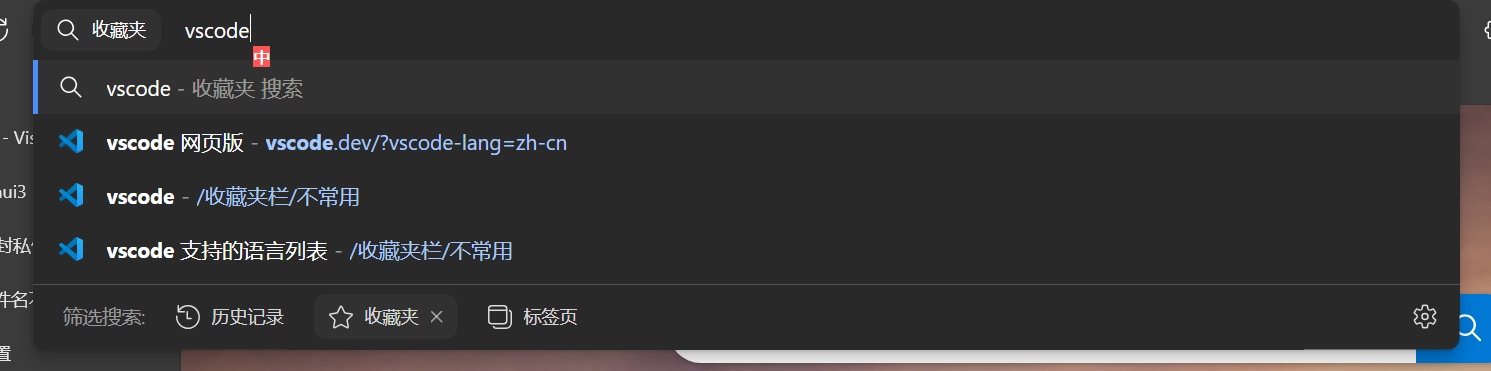 收藏夹 vscode
中
vscode - 收藏夹 搜索
- Vis
vscode 网页版 - vscode.dev/?vscode-lang=zh-cn
ui3
vscode - /收藏夹栏/不常用
封私
vscode 支持的语言列表 - /收藏夹栏/不常用
件名
筛选搜索: 历史记录 收藏夹 标签页
置